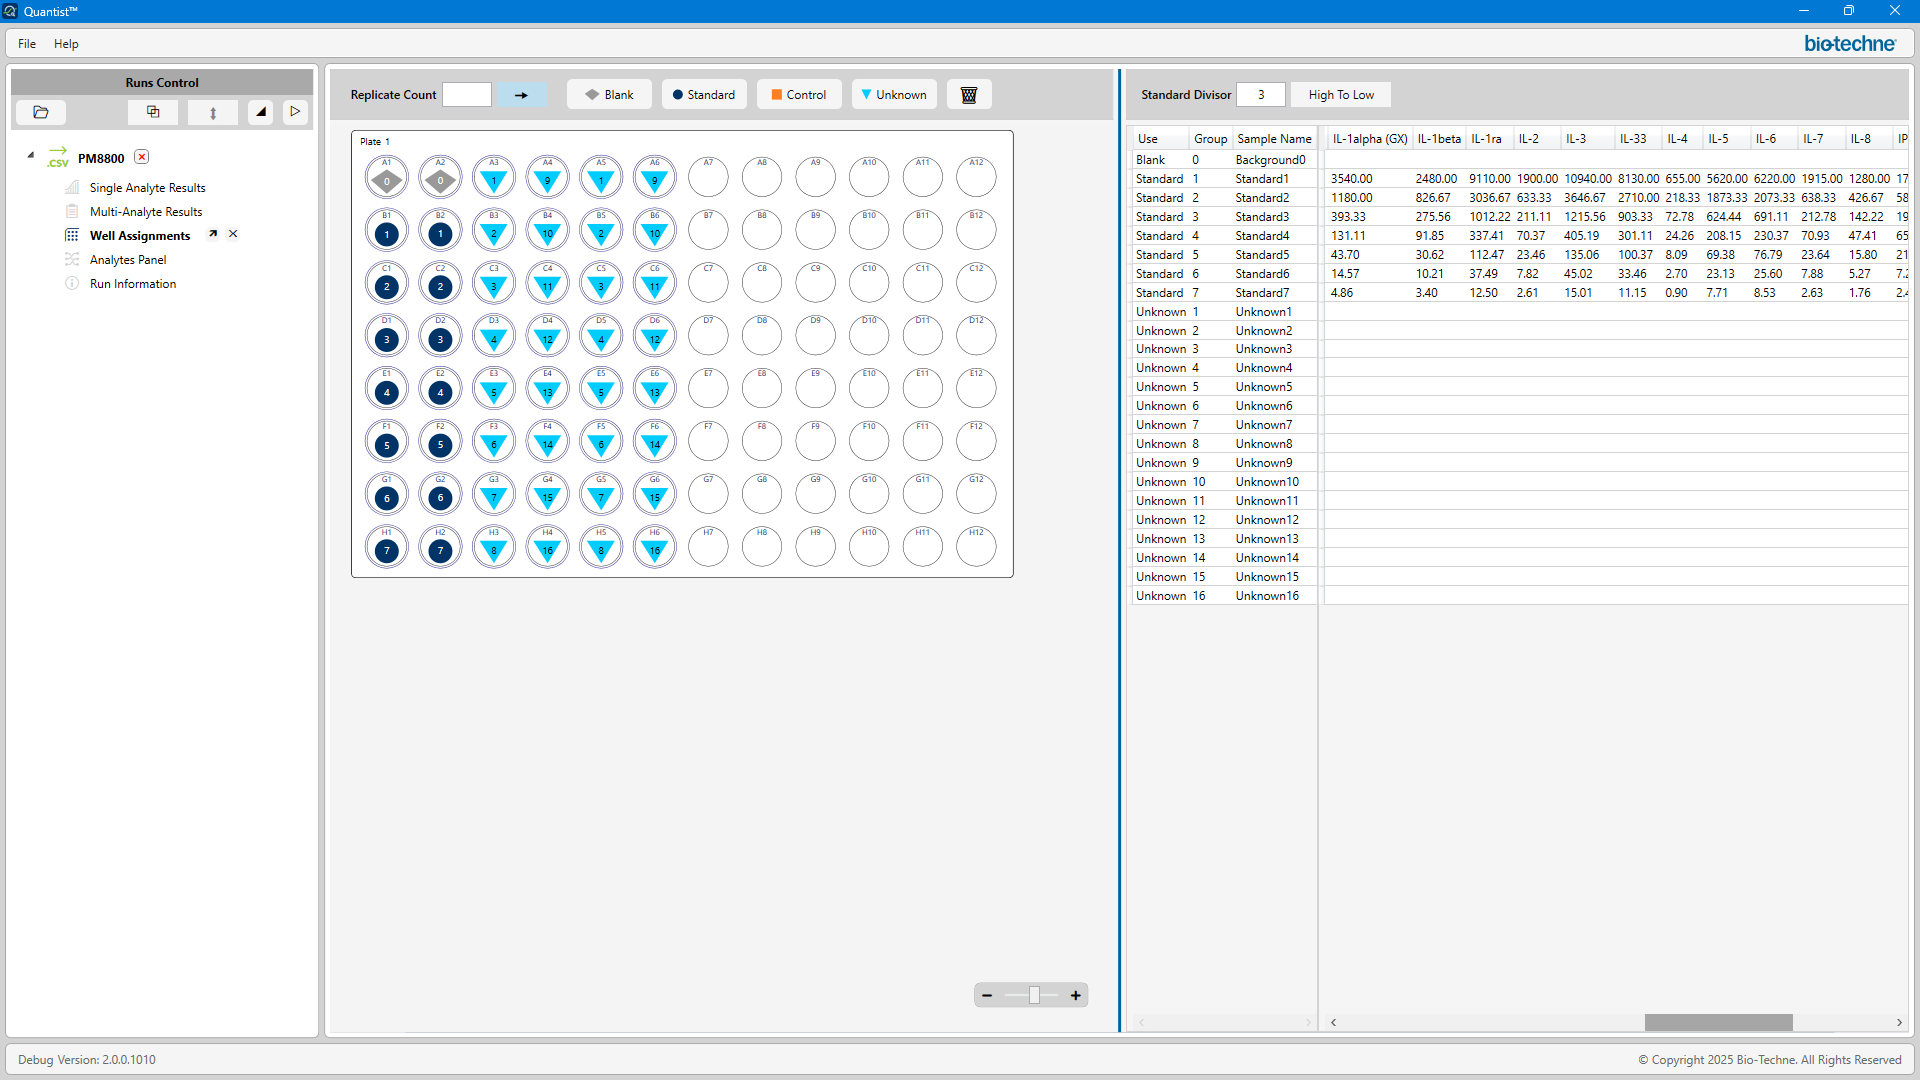 Quantist™
File Help
bio-techne
Runs Control
PM8800
.csv
Single Analyte Results
Multi-Analyte Results
Well Assignments
Analytes Panel
Run Information
Replicate Count
Blank Standard Control Unknown
Plate 1
A1 A2 A3 A4 A5 A6 A7 A8 A9 A10 A11 A12
0 0 1 9 1 9
B1 B2 B3 B4 B5 B6 B7 B8 B9 B10 B11 B12
1 1 2 10 2 10
C1 C2 C3 C4 C5 C6 C7 C8 C9 C10 C11 C12
2 2 3 11 3 11
D1 D2 D3 D4 D5 D6 D7 D8 D9 D10 D11 D12
3 3 4 12 4 12
E1 E2 E3 E4 E5 E6 E7 E8 E9 E10 E11 E12
4 4 5 13 5 13
F1 F2 F3 F4 F5 F6 F7 F8 F9 F10 F11 F12
5 5 6 14 6 14
G1 G2 G3 G4 G5 G6 G7 G8 G9 G10 G11 G12
6 6 7 15 7 15
H1 H2 H3 H4 H5 H6 H7 H8 H9 H10 H11 H12
7 7 8 16 8 16
Standard Divisor 3 High To Low
Use Group Sample Name IL-1alpha (GX) IL-1beta IL-1ra IL-2 IL-3 IL-33 IL-4 IL-5 IL-6 IL-7 IL-8 IP
Blank 0 Background0
Standard 1 Standard1 3540.00 2480.00 9110.00 1900.00 10940.00 8130.00 655.00 5620.00 6220.00 1915.00 1280.00 17
Standard 2 Standard2 1180.00 826.67 3036.67 633.33 3646.67 2710.00 218.33 1873.33 2073.33 638.33 426.67 58
Standard 3 Standard3 393.33 275.56 1012.22 211.11 1215.56 903.33 72.78 624.44 691.11 212.78 142.22 19
Standard 4 Standard4 131.11 91.85 337.41 70.37 405.19 301.11 24.26 208.15 230.37 70.93 47.41 65
Standard 5 Standard5 43.70 30.62 112.47 23.46 135.06 100.37 8.09 69.38 76.79 23.64 15.80 21
Standard 6 Standard6 14.57 10.21 37.49 7.82 45.02 33.46 2.70 23.13 25.60 7.88 5.27 7.2
Standard 7 Standard7 4.86 3.40 12.50 2.61 15.01 11.15 0.90 7.71 8.53 2.63 1.76 2.4
Unknown 1 Unknown1
Unknown 2 Unknown2
Unknown 3 Unknown3
Unknown 4 Unknown4
Unknown 5 Unknown5
Unknown 6 Unknown6
Unknown 7 Unknown7
Unknown 8 Unknown8
Unknown 9 Unknown9
Unknown 10 Unknown10
Unknown 11 Unknown11
Unknown 12 Unknown12
Unknown 13 Unknown13
Unknown 14 Unknown14
Unknown 15 Unknown15
Unknown 16 Unknown16
Debug Version: 2.0.0.1010
© Copyright 2025 Bio-Techne. All Rights Reserved